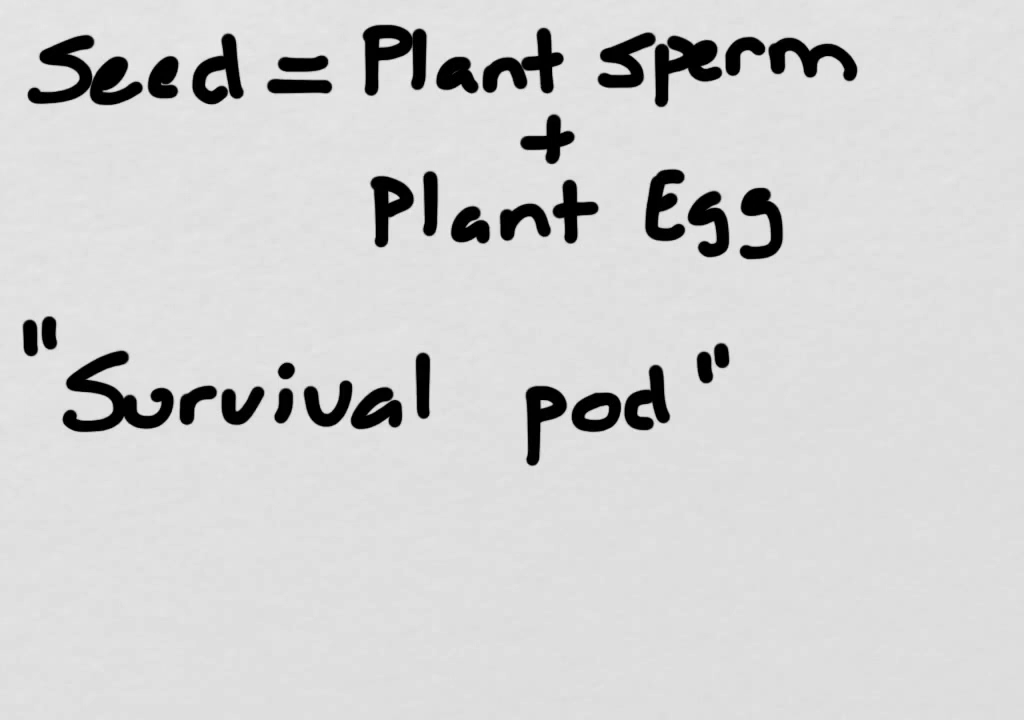 Seed = Plant sperm
+
Plant Egg
"Survival pod"